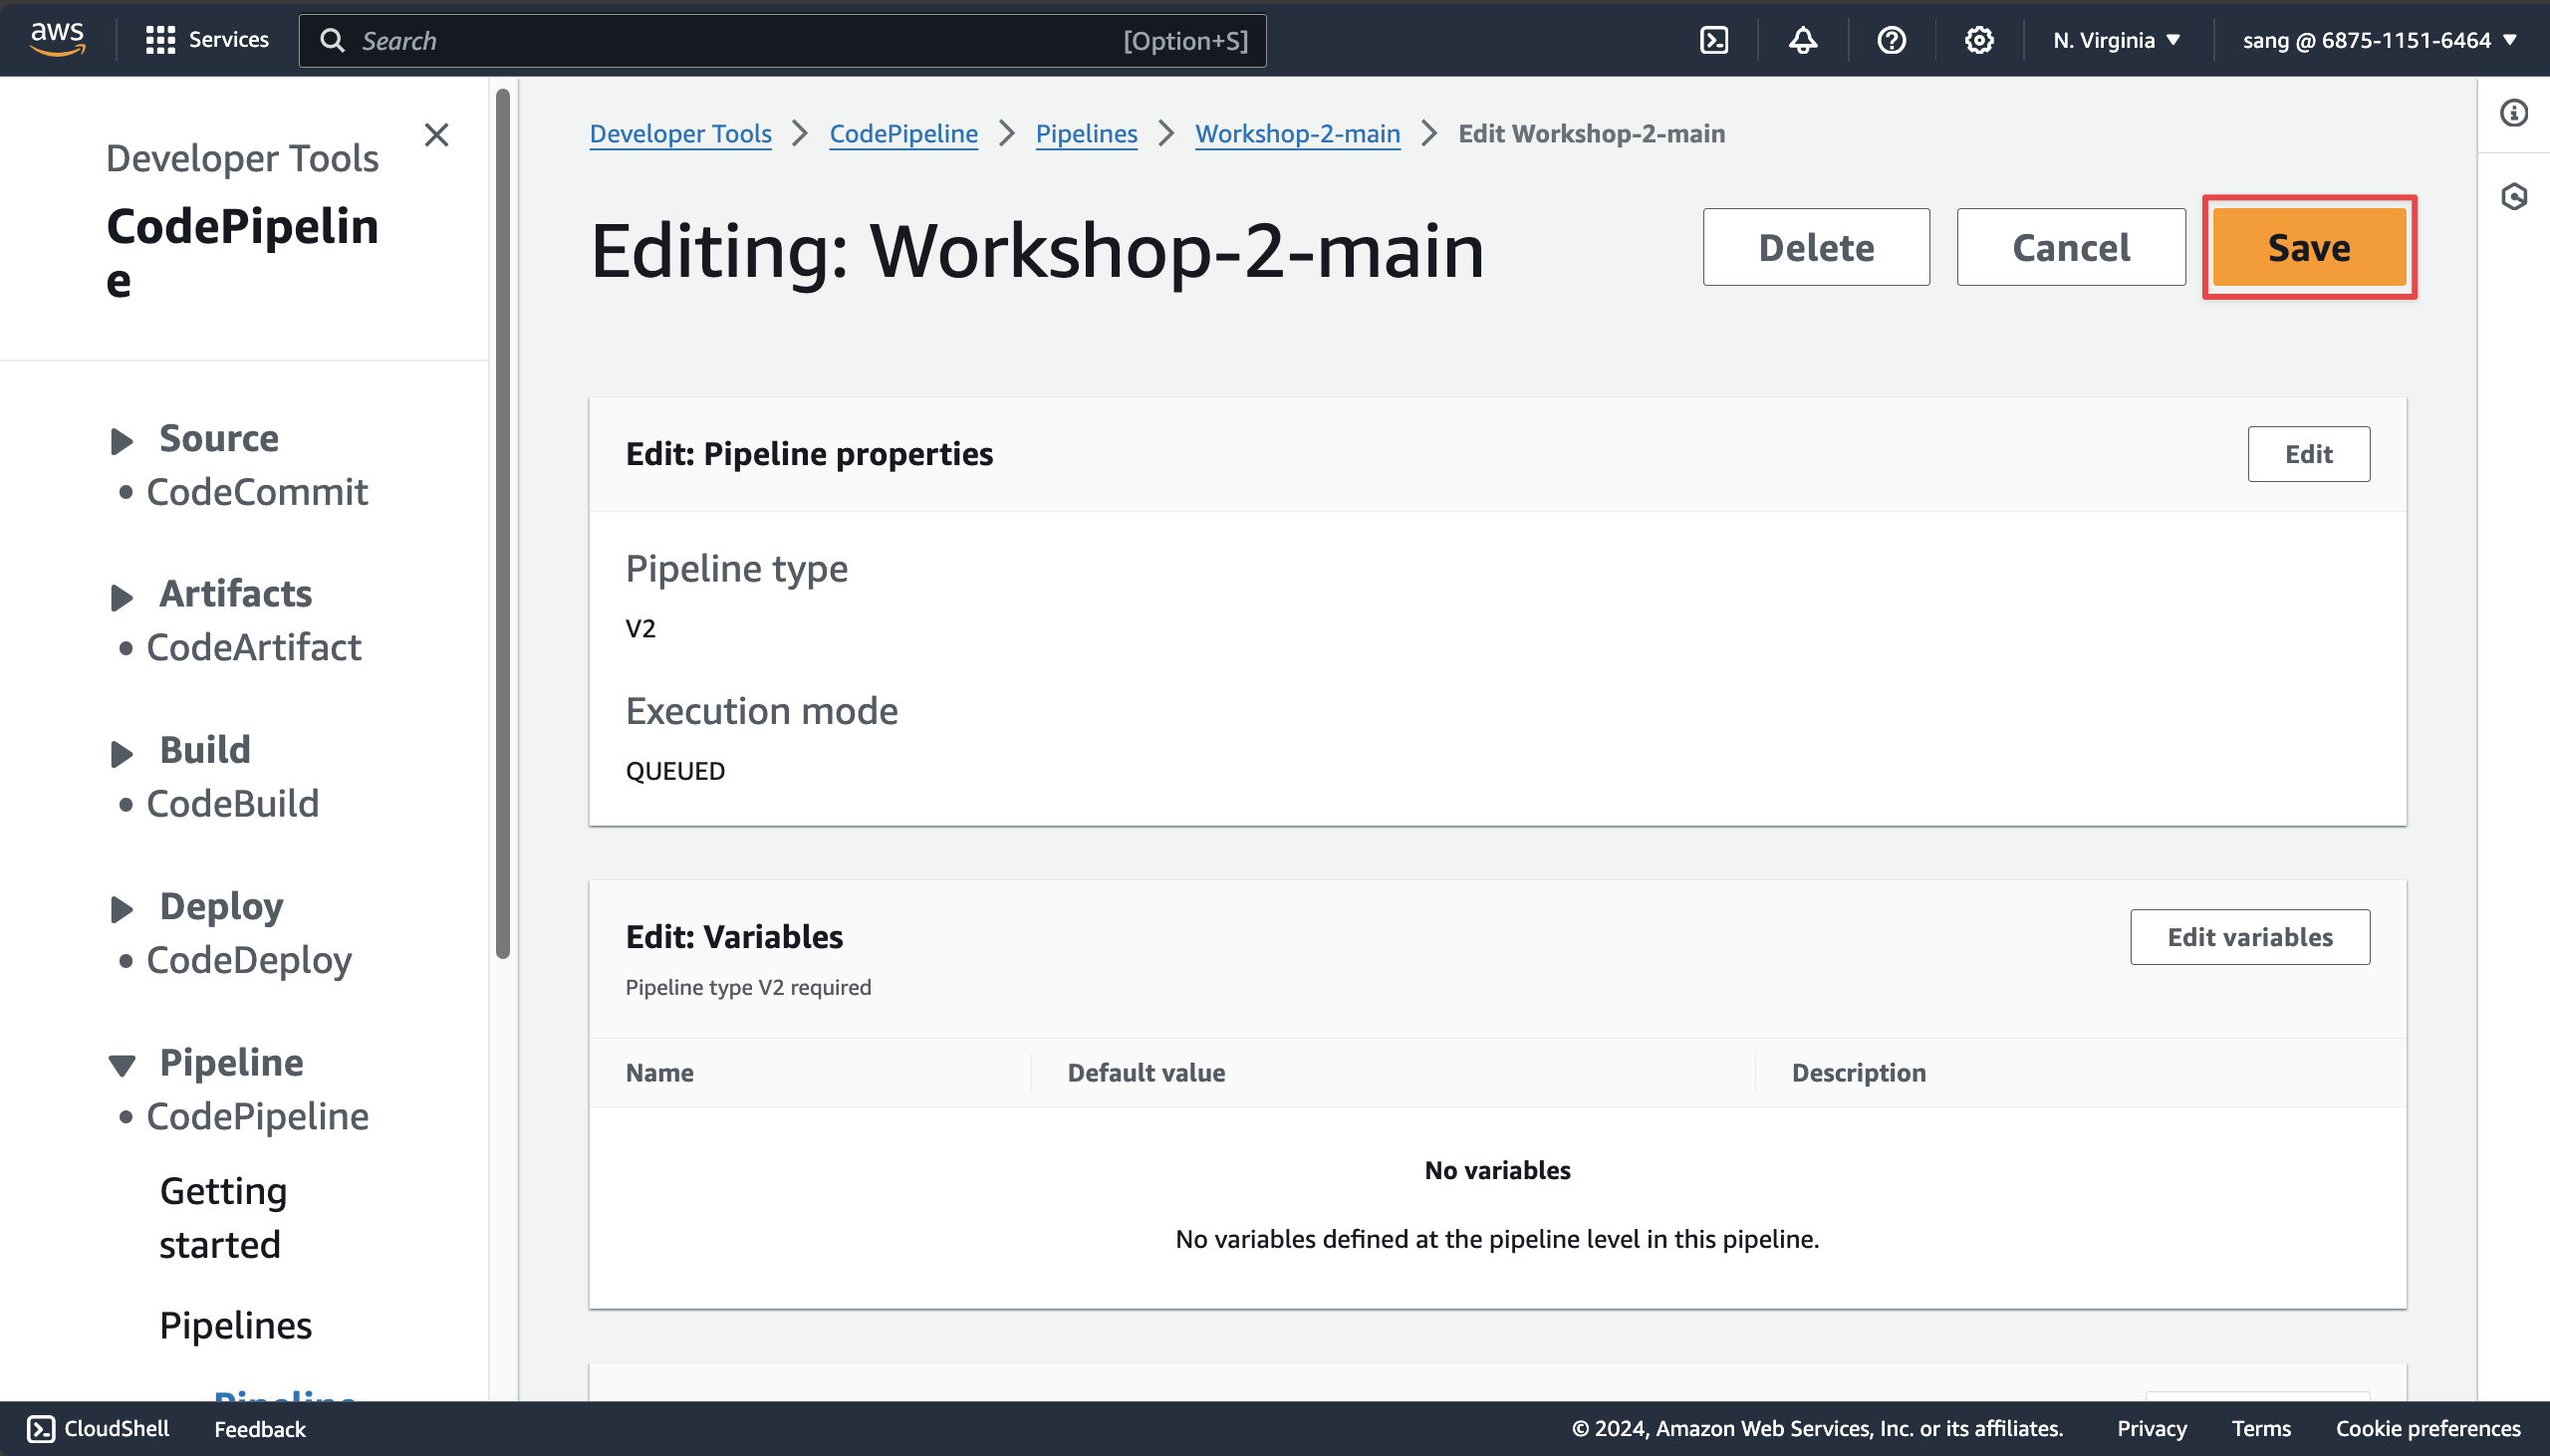 aws
Services
Search
[Option+S]
N. Virginia
sang @ 6875-1151-6464
Developer Tools
CodePipelin
e
Source
CodeCommit
Artifacts
CodeArtifact
Build
CodeBuild
Deploy
CodeDeploy
Pipeline
CodePipeline
Getting
started
Pipelines
Pipeline
Developer Tools
CodePipeline
Pipelines
Workshop-2-main
Edit Workshop-2-main
Editing: Workshop-2-main
Delete
Cancel
Save
Edit: Pipeline properties
Edit
Pipeline type
V2
Execution mode
QUEUED
Edit: Variables
Edit variables
Pipeline type V2 required
Name
Default value
Description
No variables
No variables defined at the pipeline level in this pipeline.
CloudShell
Feedback
© 2024, Amazon Web Services, Inc. or its affiliates.
Privacy
Terms
Cookie preferences